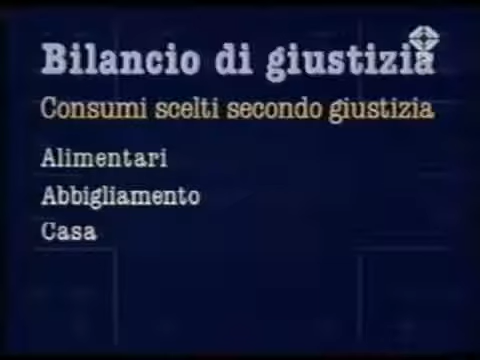 Bilancio di giustizia
Consumi scelti secondo giustizia
Alimentari
Abbigliamento
Casa